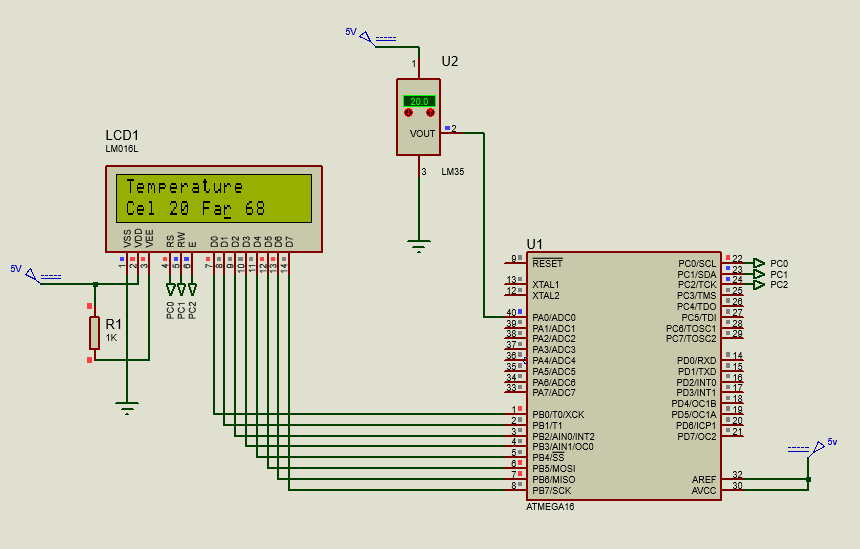 5V
U2
1
20.0
VOUT
2
3
LM35
LCD1
LM016L
Temperature
Cel 20 Far 68
VSS
VDD
VEE
RS
RW
E
D0
D1
D2
D3
D4
D5
D6
D7
1
2
3
4
5
6
7
8
9
10
11
12
13
14
5V
PC0
PC1
PC2
R1
1K
U1
9 RESET
13 XTAL1
12 XTAL2
40 PA0/ADC0
39 PA1/ADC1
38 PA2/ADC2
37 PA3/ADC3
36 PA4/ADC4
35 PA5/ADC5
34 PA6/ADC6
33 PA7/ADC7
1 PB0/T0/XCK
2 PB1/T1
3 PB2/AIN0/INT2
4 PB3/AIN1/OC0
5 PB4/SS
6 PB5/MOSI
7 PB6/MISO
8 PB7/SCK
PC0/SCL 22 PC0
PC1/SDA 23 PC1
PC2/TCK 24 PC2
PC3/TMS 25
PC4/TDO 26
PC5/TDI 27
PC6/TOSC1 28
PC7/TOSC2 29
PD0/RXD 14
PD1/TXD 15
PD2/INT0 16
PD3/INT1 17
PD4/OC1B 18
PD5/OC1A 19
PD6/ICP1 20
PD7/OC2 21
5v
AREF 32
AVCC 30
ATMEGA16